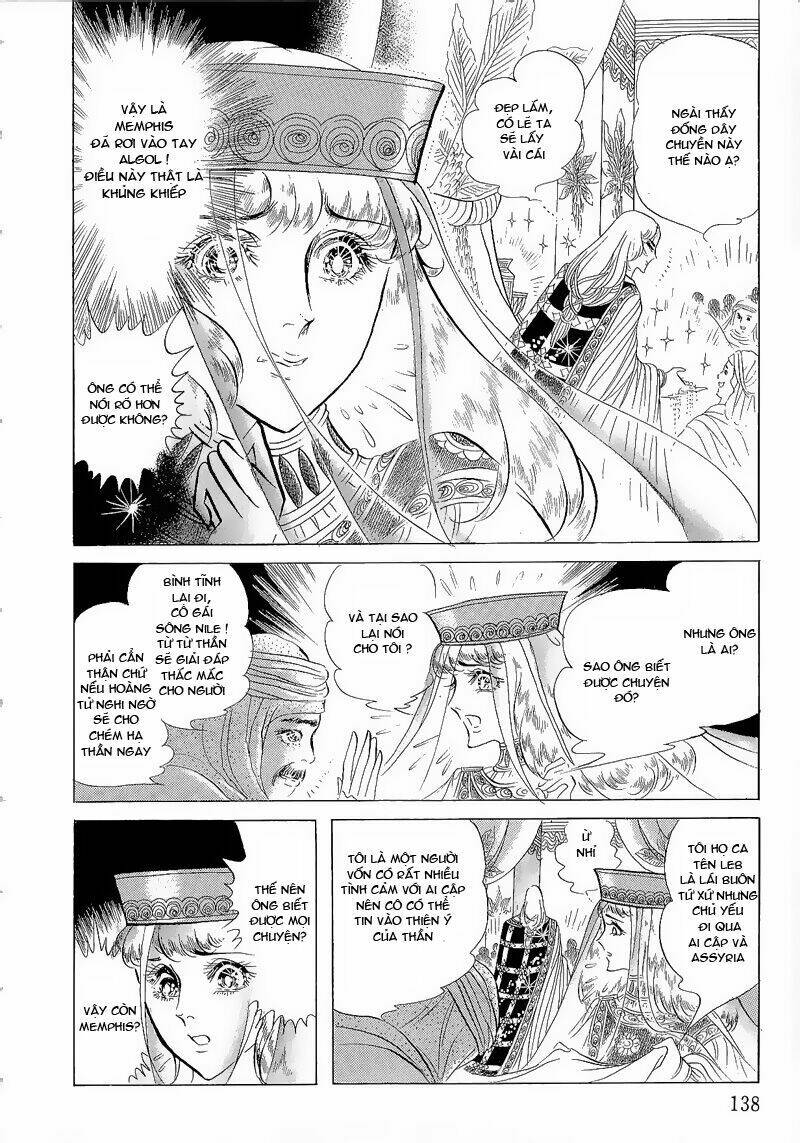 NGÀI THẤY
ĐỐNG DÂY
CHUYỀN NÀY
THẾ NÀO Ạ?
ĐẸP LẮM,
CÓ LẼ TA
SẼ LẤY
VÀI CÁI
VẬY LÀ
MEMPHIS
ĐÃ RƠI VÀO TAY
ALGOL!
ĐIỀU NÀY THẬT LÀ
KHỦNG KHIẾP
ÔNG CÓ THỂ
NÓI RÕ HƠN
ĐƯỢC KHÔNG?
NHƯNG ÔNG
LÀ AI?
SAO ÔNG BIẾT
ĐƯỢC CHUYỆN
ĐÓ?
VÀ TẠI SAO
LẠI NÓI
CHO TÔI?
BÌNH TĨNH
LẠI ĐI,
CÔ GÁI
SÔNG NILE!
TỪ TỪ THẦN
SẼ GIẢI ĐÁP
THẮC MẮC
CHO NGƯỜI
PHẢI CẨN
THẬN CHỨ
NẾU HOÀNG
TỬ NGHI NGỜ
SẼ CHO
CHÉM HẠ
THẦN NGAY
TÔI HỌ CA
TÊN LEB
LÀ LÁI BUÔN
TỨ XỨ NHƯNG
CHỦ YẾU
ĐI QUA
AI CẬP VÀ
ASSYRIA
Ừ
NHỈ
TÔI LÀ MỘT NGƯỜI
VỐN CÓ RẤT NHIỀU
TÌNH CẢM VỚI AI CẬP
NÊN CÔ CÓ THỂ
TIN VÀO THIỆN Ý
CỦA THẦN
THẾ NÊN
ÔNG BIẾT
ĐƯỢC MỌI
CHUYỆN?
VẬY CÒN
MEMPHIS?
138